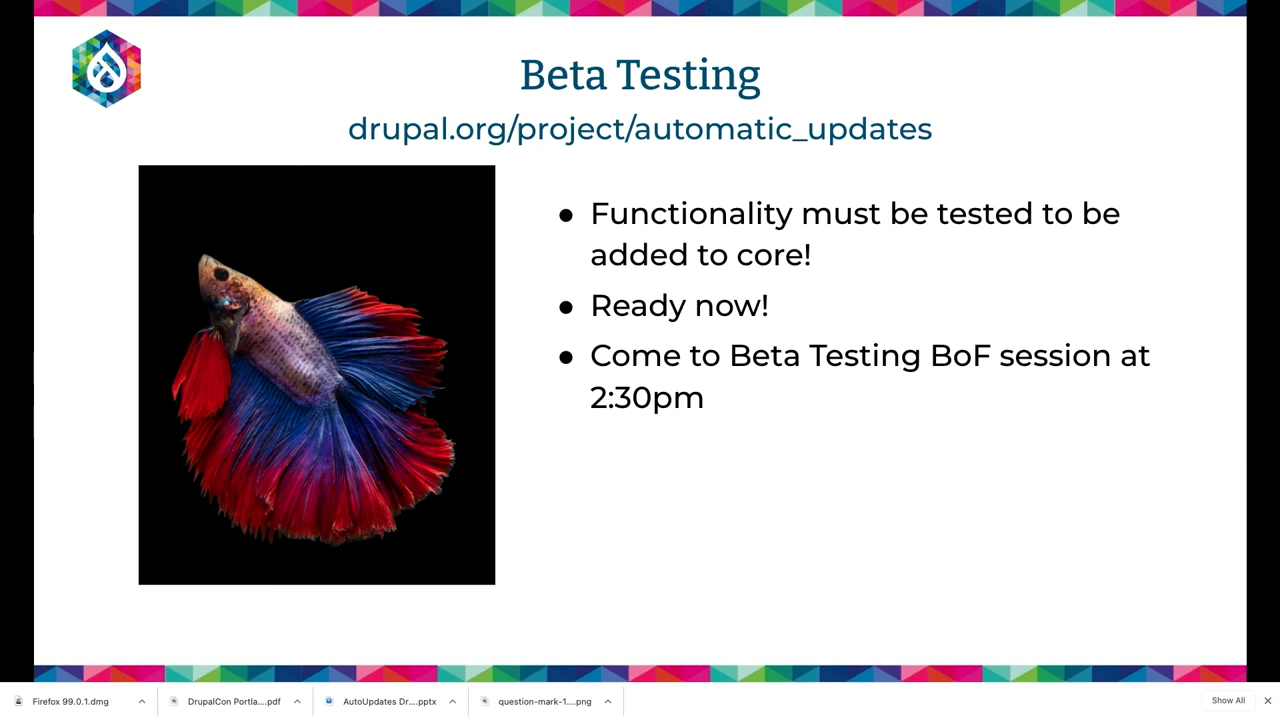 Beta Testing
drupal.org/project/automatic_updates
● Functionality must be tested to be
added to core!
● Ready now!
● Come to Beta Testing BoF session at
2:30pm
Firefox 99.0.1.dmg
DrupalCon Portla....pdf
AutoUpdates Dr....pptx
question-mark-1....png
Show All